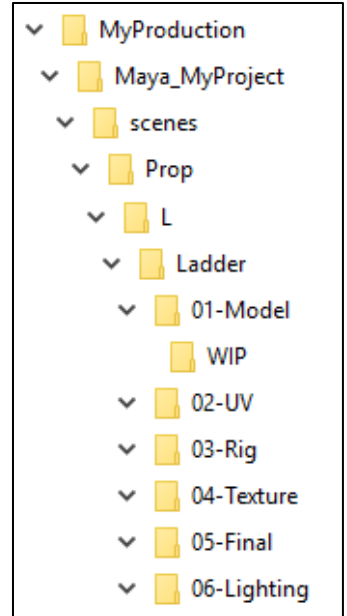 MyProduction
Maya_MyProject
scenes
Prop
L
Ladder
01-Model
WIP
02-UV
03-Rig
04-Texture
05-Final
06-Lighting